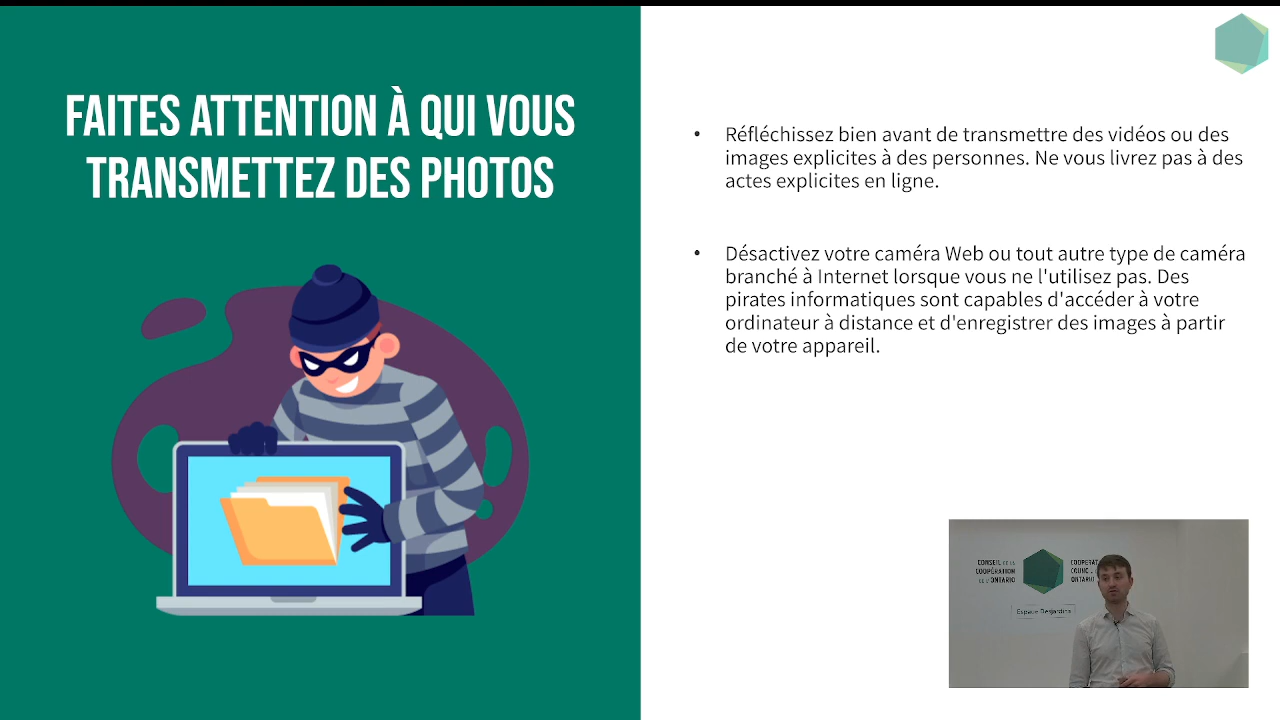 FAITES ATTENTION À QUI VOUS
TRANSMETTEZ DES PHOTOS
• Réfléchissez bien avant de transmettre des vidéos ou des
images explicites à des personnes. Ne vous livrez pas à des
actes explicites en ligne.
• Désactivez votre caméra Web ou tout autre type de caméra
branché à Internet lorsque vous ne l'utilisez pas. Des
pirates informatiques sont capables d'accéder à votre
ordinateur à distance et d'enregistrer des images à partir
de votre appareil.
CONSEIL DE LA
COOPÉRATION
DE L'ONTARIO
ONTARIO
Espace Desjardins